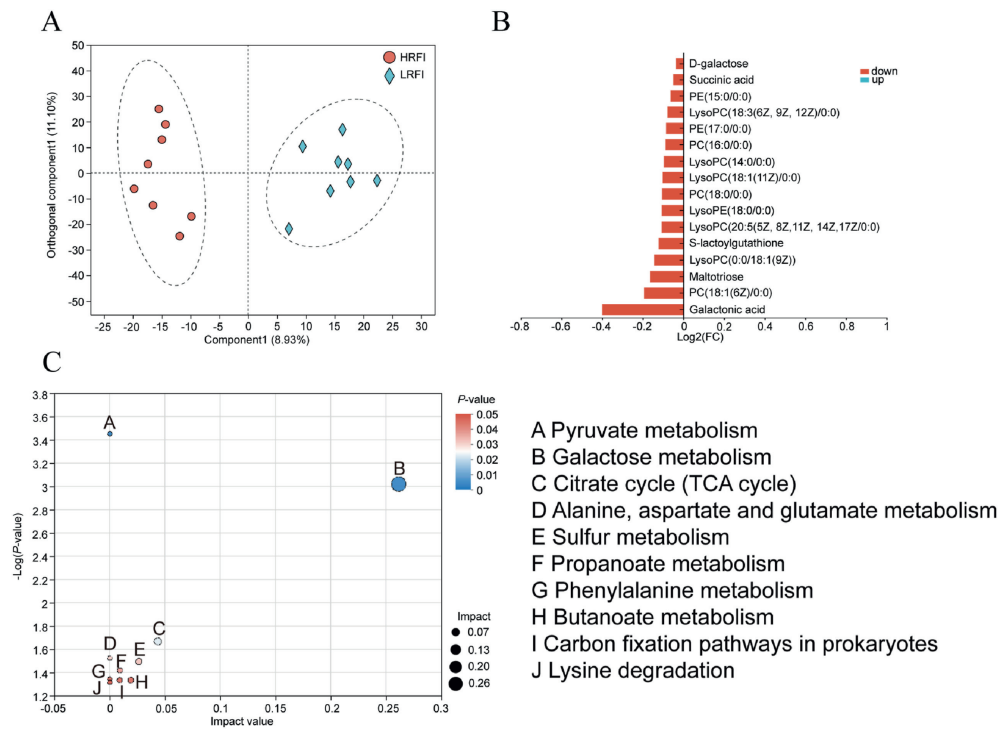 A
50
40
30
20
10
0
-10
-20
-30
-40
-50
Orthogonal component1 (11.10%)
HRFI
LRFI
-25 -20 -15 -10 -5 0 5 10 15 20 25 30
Component1 (8.93%)
B
D-galactose
Succinic acid
PE(15:0/0:0)
LysoPC(18:3(6Z, 9Z, 12Z)/0:0)
PE(17:0/0:0)
PC(16:0/0:0)
LysoPC(14:0/0:0)
LysoPC(18:1(11Z)/0:0)
PC(18:0/0:0)
LysoPE(18:0/0:0)
LysoPC(20:5(5Z, 8Z,11Z, 14Z,17Z/0:0)
S-lactoylgutathione
LysoPC(0:0/18:1(9Z))
Maltotriose
PC(18:1(6Z)/0:0)
Galactonic acid
down
up
-0.8 -0.6 -0.4 -0.2 0 0.2 0.4 0.6 0.8 1
Log2(FC)
C
3.8
3.6
3.4
3.2
3
2.8
2.6
2.4
2.2
2
1.8
1.6
1.4
1.2
-Log(P-value)
A
B
C
D
E
F
G
H
I
J
-0.05 0 0.05 0.1 0.15 0.2 0.25 0.3
Impact value
P-value
0.05
0.04
0.03
0.02
0.01
0
Impact
0.07
0.13
0.20
0.26
A Pyruvate metabolism
B Galactose metabolism
C Citrate cycle (TCA cycle)
D Alanine, aspartate and glutamate metabolism
E Sulfur metabolism
F Propanoate metabolism
G Phenylalanine metabolism
H Butanoate metabolism
I Carbon fixation pathways in prokaryotes
J Lysine degradation